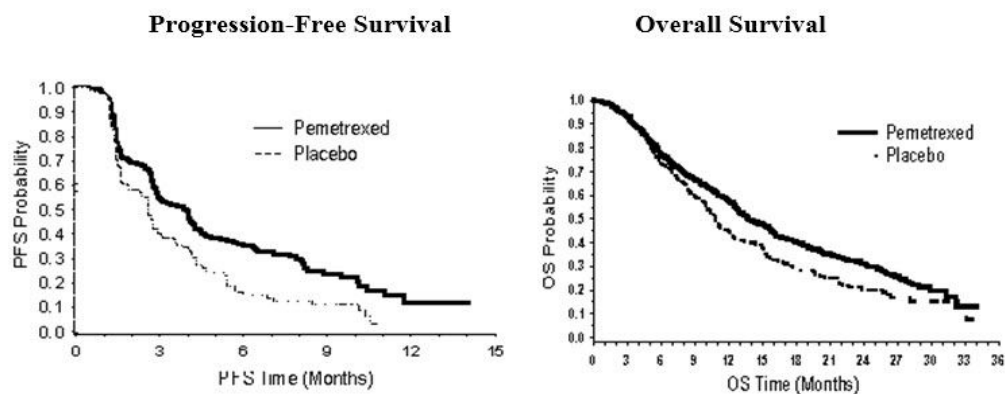 Progression-Free Survival
PFS Probability
1.0
0.9
0.8
0.7
0.6
0.5
0.4
0.3
0.2
0.1
0.0
Pemetrexed
Placebo
0 3 6 9 12 15
PFS Time (Months)
Overall Survival
OS Probability
1.0
0.9
0.8
0.7
0.6
0.5
0.4
0.3
0.2
0.1
0.0
Pemetrexed
Placebo
0 3 6 9 12 15 18 21 24 27 30 33 36
OS Time (Months)